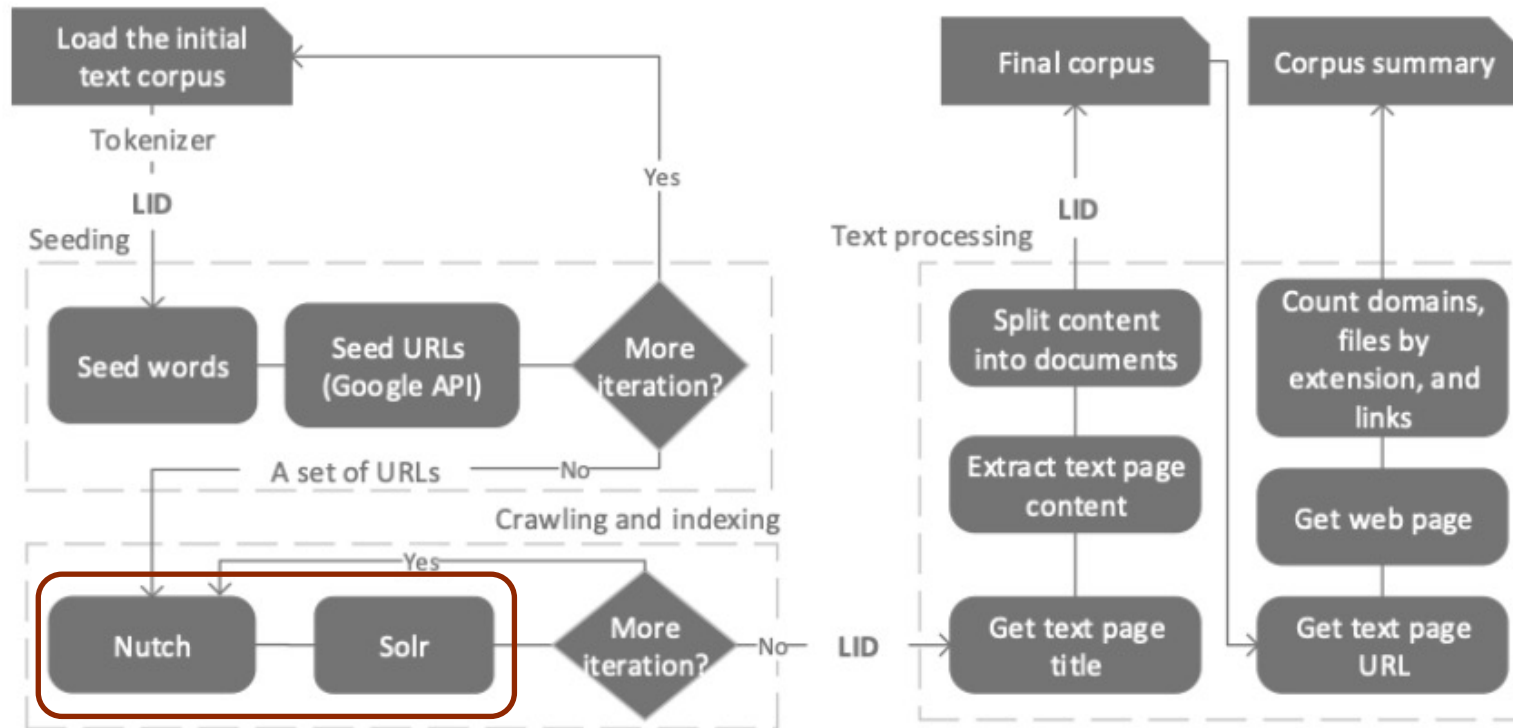 Load the initial
text corpus
Tokenizer
LID
Seeding
Seed words
Seed URLs
(Google API)
More
iteration?
Yes
No
A set of URLs
Crawling and indexing
Yes
Nutch
Solr
More
iteration?
No
LID
Final corpus
LID
Text processing
Split content
into documents
Extract text page
content
Get text page
title
Corpus summary
Count domains,
files by
extension, and
links
Get web page
Get text page
URL